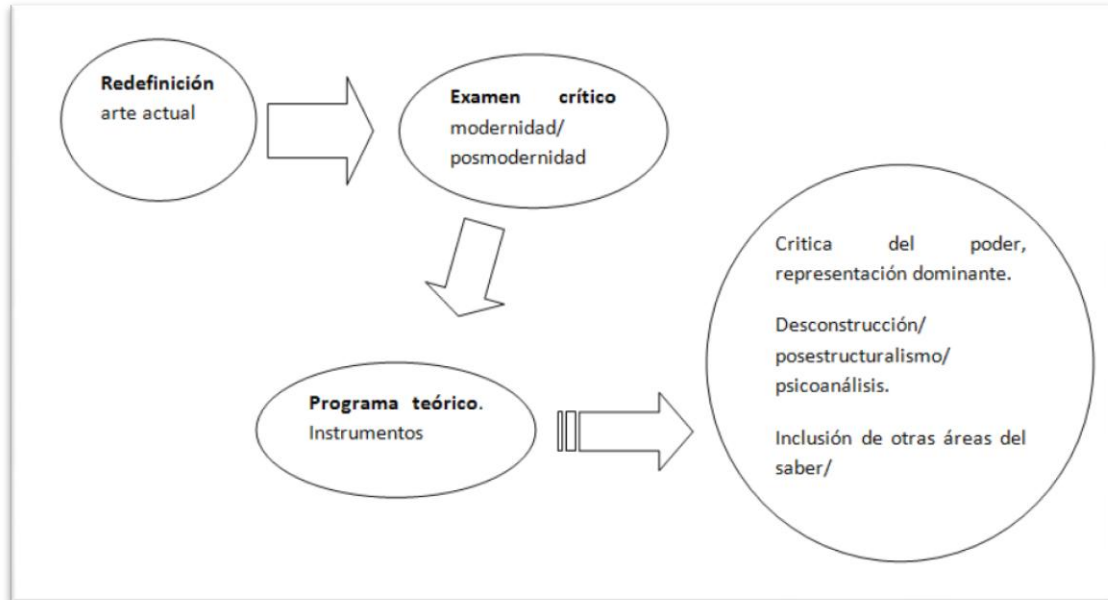 Redefinición
arte actual
Examen crítico
modernidad/
posmodernidad
Programa teórico.
Instrumentos
Critica del poder,
representación dominante.
Desconstrucción/
posestructuralismo/
psicoanálisis.
Inclusión de otras áreas del
saber/